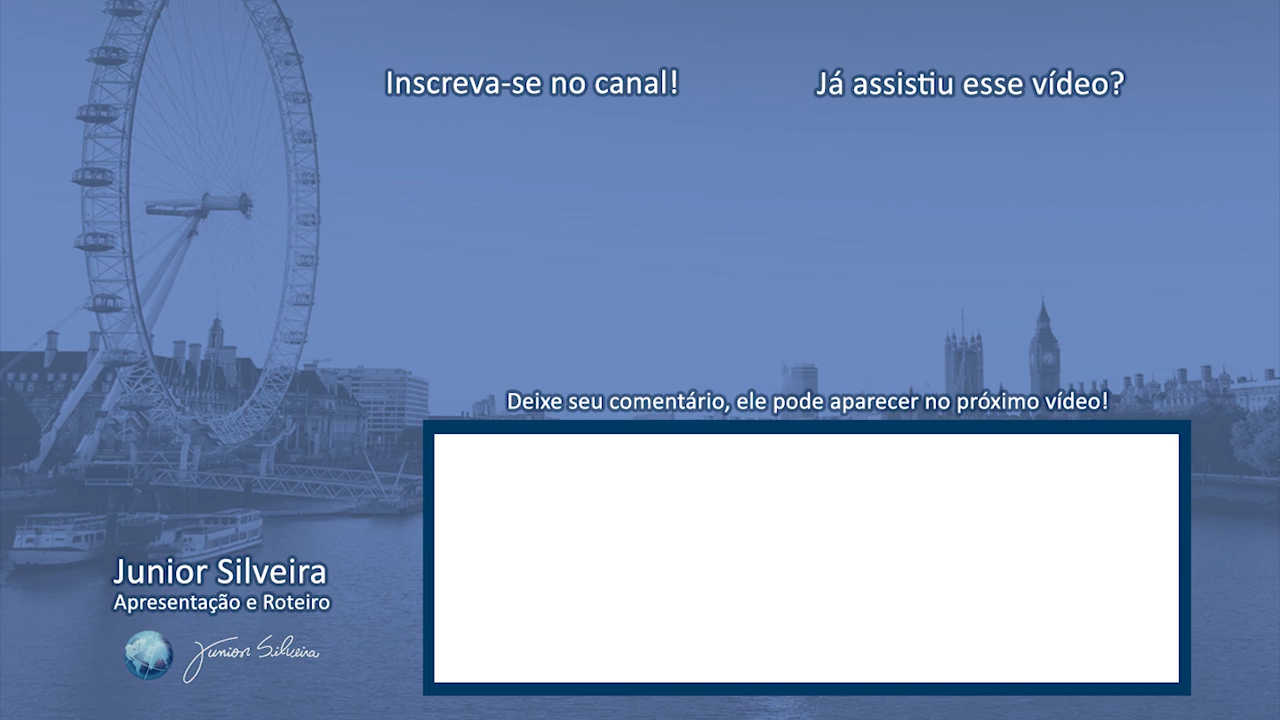 Inscreva-se no canal!
Já assistiu esse vídeo?
Deixe seu comentário, ele pode aparecer no próximo vídeo!
Junior Silveira
Apresentação e Roteiro
Junior Silveira